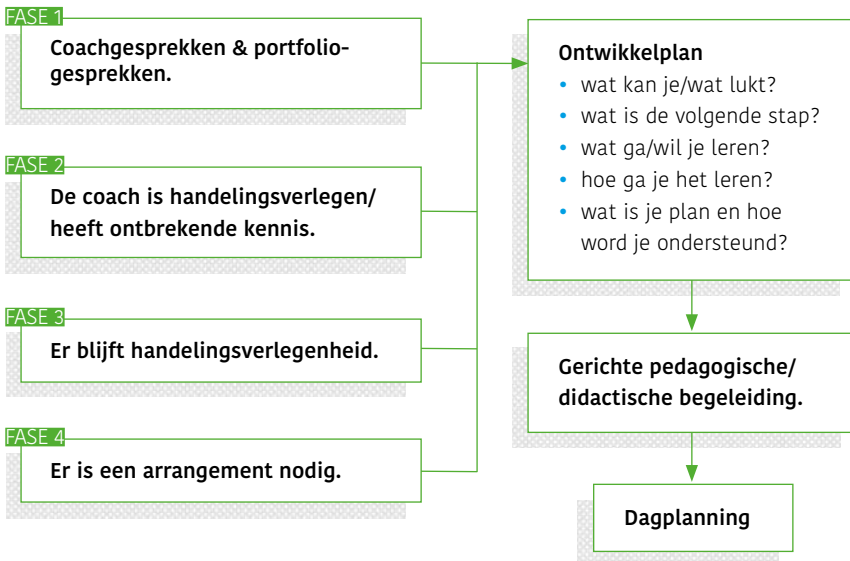 FASE 1
Coachgesprekken & portfolio-
gesprekken.
FASE 2
De coach is handelingsverlegen/
heeft ontbrekende kennis.
FASE 3
Er blijft handelingsverlegenheid.
FASE 4
Er is een arrangement nodig.
Ontwikkelplan
• wat kan je/wat lukt?
• wat is de volgende stap?
• wat ga/wil je leren?
• hoe ga je het leren?
• wat is je plan en hoe
word je ondersteund?
Gerichte pedagogische/
didactische begeleiding.
Dagplanning